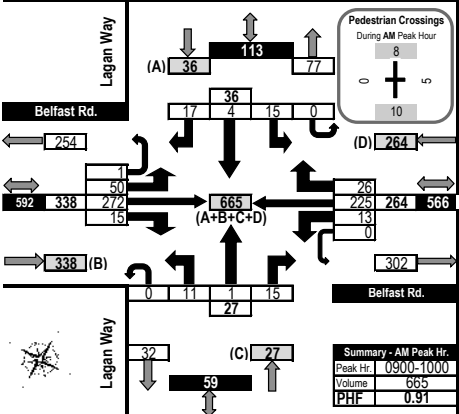 Lagan Way
113
(A) 36 77
36
17 4 15 0
Pedestrian Crossings
During AM Peak Hour
8
0 5
10
Belfast Rd.
254
(D) 264
1
50
592 338 272
15
665
(A+B+C+D)
26
225 264 566
13
0
338 (B)
302
0 11 1 15
27
Belfast Rd.
Lagan Way
32 (C) 27
59
Summary - AM Peak Hr.
Peak Hr. 0900-1000
Volume 665
PHF 0.91